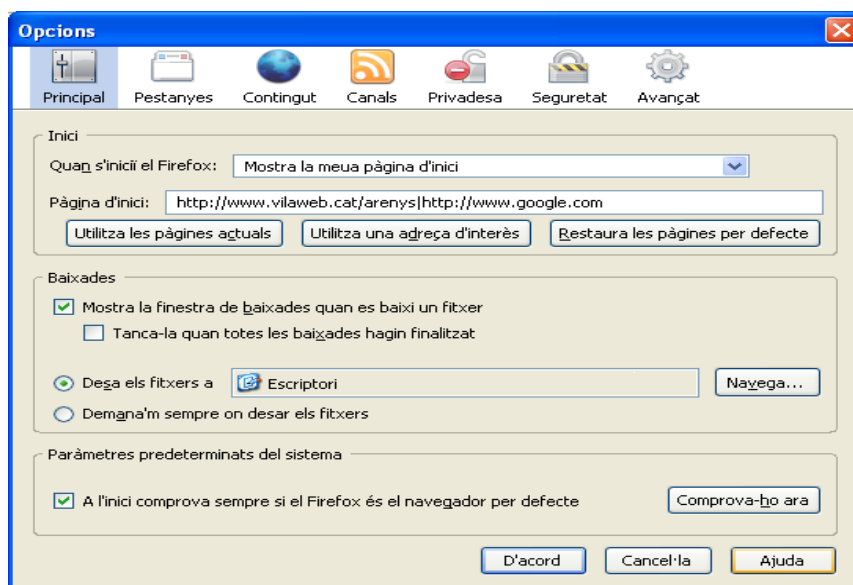 Opcions
Principal Pestanyes Contingut Canals Privadesa Seguretat Avançat
Inici
Quan s'iniciï el Firefox: Mostra la meua pàgina d'inici
Pàgina d'inici: http://www.vilaweb.cat/arenys|http://www.google.com
Utilitza les pàgines actuals Utilitza una adreça d'interès Restaura les pàgines per defecte
Baixades
Mostra la finestra de baixades quan es baixi un fitxer
Tanca-la quan totes les baixades hagin finalitzat
Desa els fitxers a Escriptori Navega...
Demana'm sempre on desar els fitxers
Paràmetres predeterminats del sistema
A l'inici comprova sempre si el Firefox és el navegador per defecte Comprova-ho ara
D'acord Cancel·la Ajuda